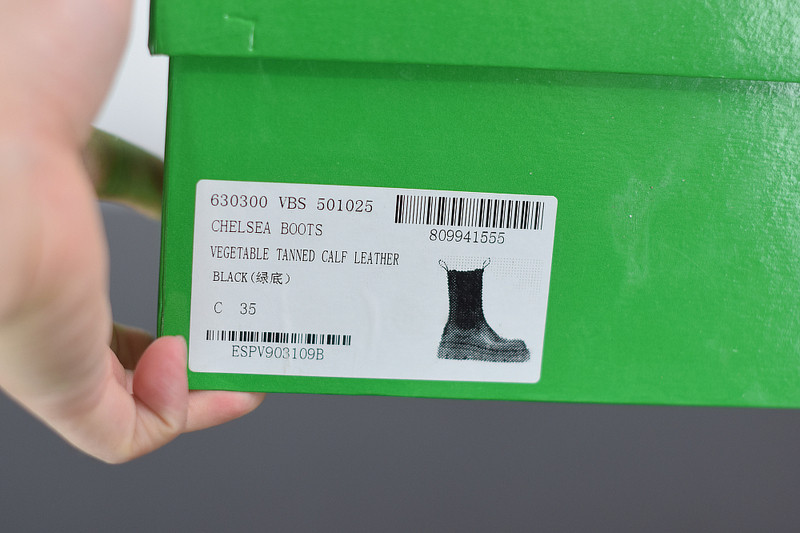 630300 VBS 501025
CHELSEA BOOTS
VEGETABLE TANNED CALF LEATHER
BLACK(绿底)
C 35
ESPV903109B
809941555